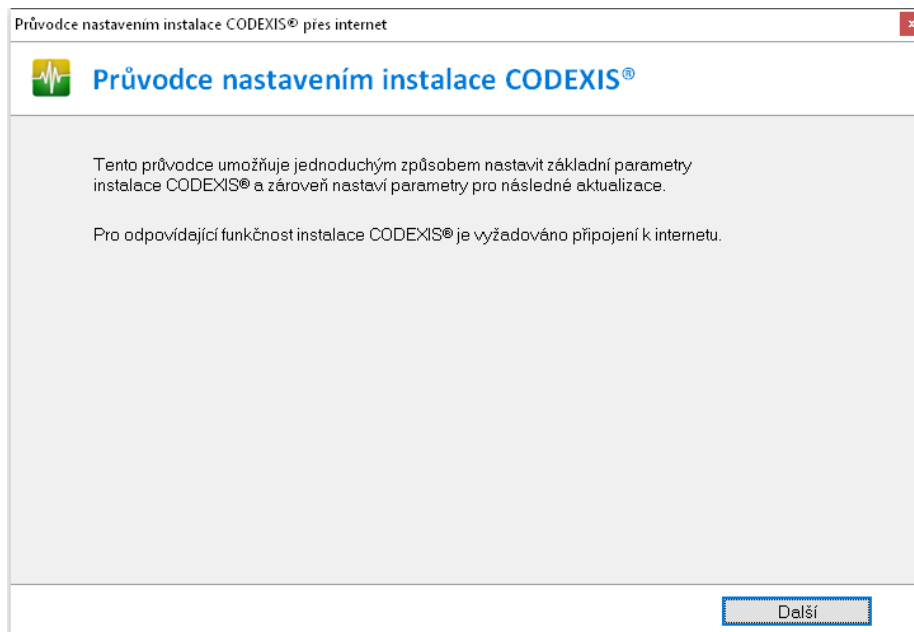 Průvodce nastavením instalace CODEXIS® přes internet
Průvodce nastavením instalace CODEXIS®
Tento průvodce umožňuje jednoduchým způsobem nastavit základní parametry
instalace CODEXIS® a zároveň nastaví parametry pro následné aktualizace.
Pro odpovídající funkčnost instalace CODEXIS® je vyžadováno připojení k internetu.
Další